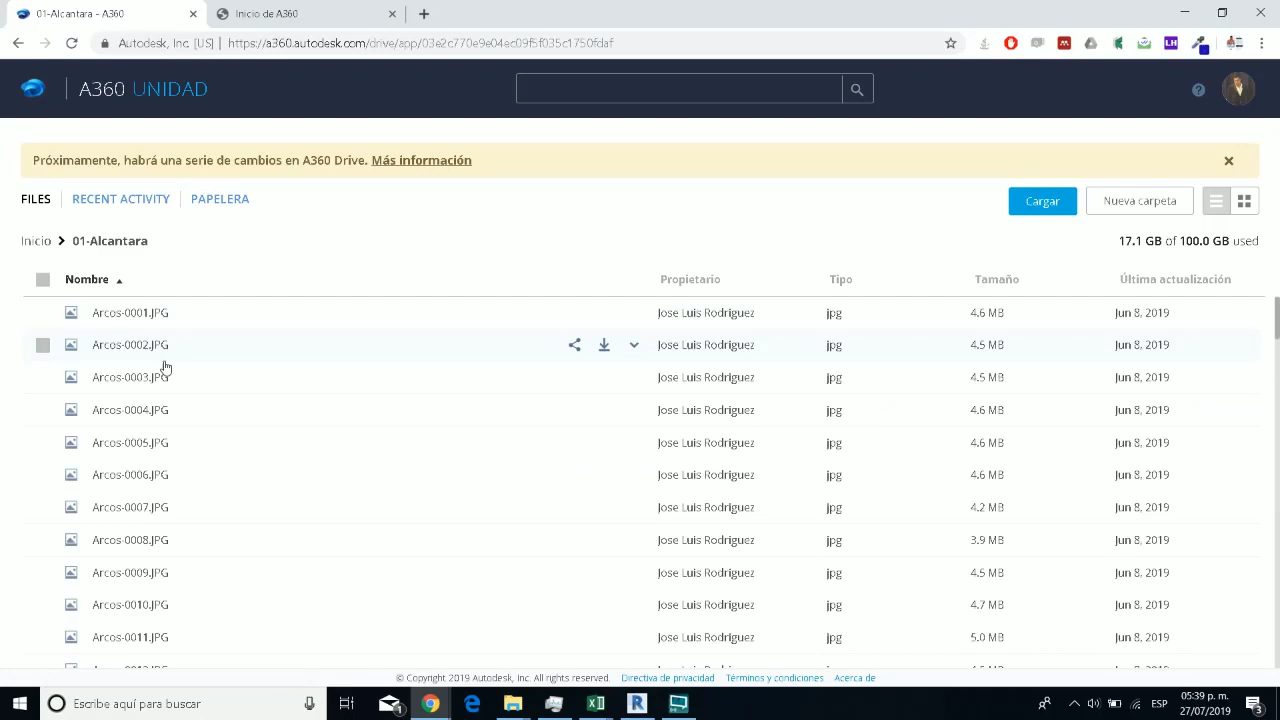 01-Alcantara - A360
Inicio de A360
Autodesk, Inc. [US] | https://a360.autodesk.com/drive/app/03c2c770a9e04ec09f5f035c1750fdaf
A360 UNIDAD
Próximamente, habrá una serie de cambios en A360 Drive. Más información
FILES RECENT ACTIVITY PAPELERA
Cargar Nueva carpeta
Inicio 01-Alcantara
17.1 GB of 100.0 GB used
Nombre Propietario Tipo Tamaño Última actualización
Arcos-0001.JPG Jose Luis Rodriguez jpg 4.6 MB Jun 8, 2019
Arcos-0002.JPG Jose Luis Rodriguez jpg 4.5 MB Jun 8, 2019
Arcos-0003.JPG Jose Luis Rodriguez jpg 4.5 MB Jun 8, 2019
Arcos-0004.JPG Jose Luis Rodriguez jpg 4.6 MB Jun 8, 2019
Arcos-0005.JPG Jose Luis Rodriguez jpg 4.6 MB Jun 8, 2019
Arcos-0006.JPG Jose Luis Rodriguez jpg 4.6 MB Jun 8, 2019
Arcos-0007.JPG Jose Luis Rodriguez jpg 4.2 MB Jun 8, 2019
Arcos-0008.JPG Jose Luis Rodriguez jpg 3.9 MB Jun 8, 2019
Arcos-0009.JPG Jose Luis Rodriguez jpg 4.5 MB Jun 8, 2019
Arcos-0010.JPG Jose Luis Rodriguez jpg 4.7 MB Jun 8, 2019
Arcos-0011.JPG Jose Luis Rodriguez jpg 5.0 MB Jun 8, 2019
© Copyright 2019 Autodesk, Inc. All rights reserved. Directiva de privacidad Términos y condiciones Acerca de
Escribe aquí para buscar
ESP
05:39 p. m.
27/07/2019